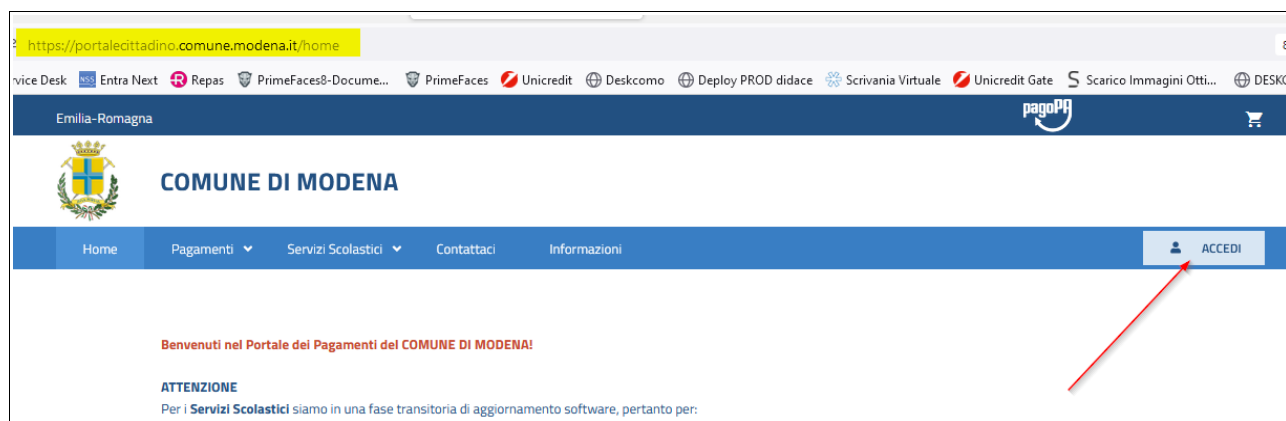 https://portalecittadino.comune.modena.it/home
vice Desk NSS Entra Next Repas PrimeFaces8-Docume... PrimeFaces Unicredit Deskcomo Deploy PROD didace Scrivania Virtuale Unicredit Gate Scarico Immagini Otti... DESKO
Emilia-Romagna pagoPA
COMUNE DI MODENA
Home Pagamenti Servizi Scolastici Contattaci Informazioni ACCEDI
Benvenuti nel Portale dei Pagamenti del COMUNE DI MODENA!
ATTENZIONE
Per i Servizi Scolastici siamo in una fase transitoria di aggiornamento software, pertanto per: